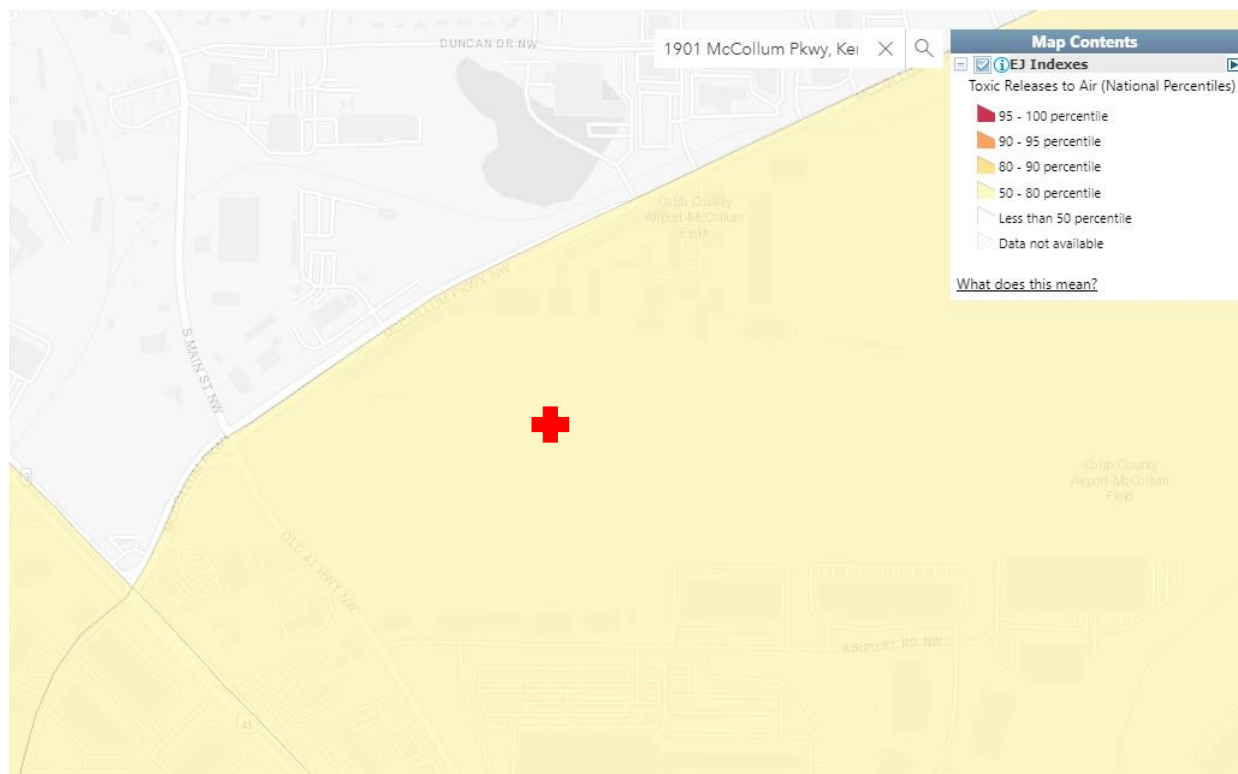 DUNCAN DR NW
1901 McCollum Pkwy, Ker
Map Contents
EJ Indexes
Toxic Releases to Air (National Percentiles)
95 - 100 percentile
90 - 95 percentile
80 - 90 percentile
50 - 80 percentile
Less than 50 percentile
Data not available
What does this mean?
Cobb County
Airport-McCollum
Field
MCCOLLUM PKWY NW
S MAIN ST NW
MCCOLLUM PKWY
Cobb County
Airport-McCollum
Field
OLD 41 HWY NW
AIRPORT RD NW
41